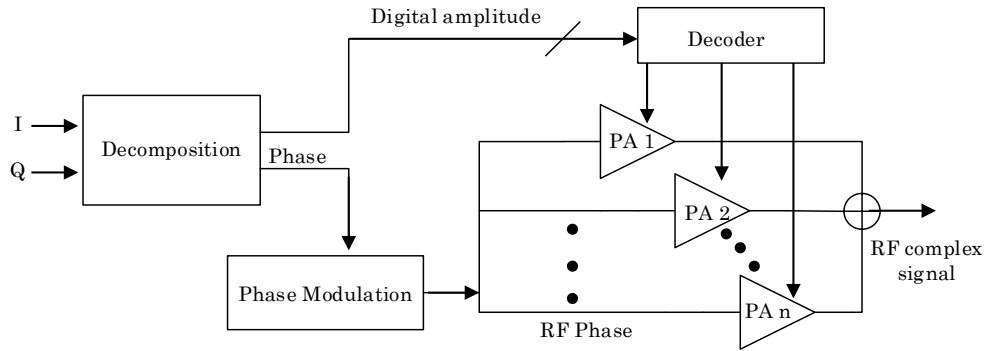 Digital amplitude
Decoder
I
Q
Decomposition
Phase
PA 1
PA 2
PA n
Phase Modulation
RF Phase
RF complex
signal